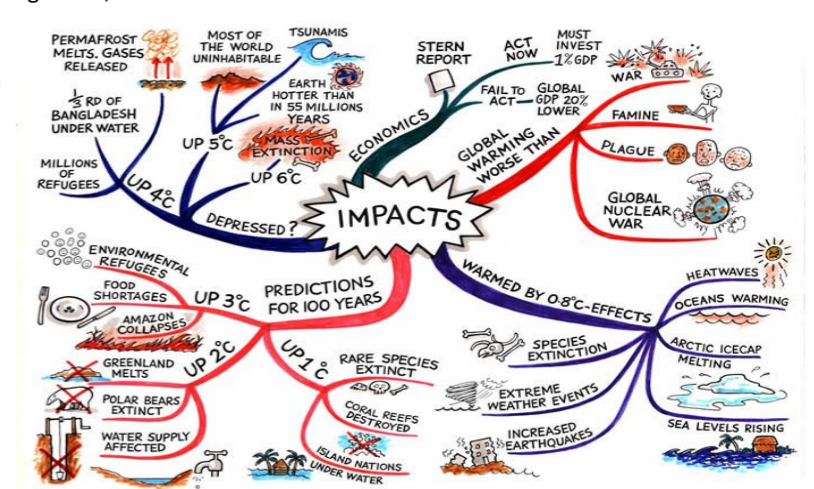 PERMAFROST
MELTS. GASES
RELEASED
MOST OF
THE WORLD
UNINHABITABLE
TSUNAMIS
1/3 RD OF
BANGLADESH
UNDER WATER
EARTH
HOTTER THAN
IN 55 MILLIONS
YEARS
UP 5°C
MASS
EXTINCTION
MILLIONS
OF
REFUGEES
UP 4°C
UP 6°C
DEPRESSED?
STERN
REPORT
ACT
NOW
MUST
INVEST
1% GDP
FAIL TO
ACT
GLOBAL
GDP 20%
LOWER
ECONOMICS
GLOBAL
WARMING
WORSE THAN
WAR
FAMINE
PLAGUE
GLOBAL
NUCLEAR
WAR
IMPACTS
ENVIRONMENTAL
REFUGEES
FOOD
SHORTAGES
AMAZON
COLLAPSES
UP 3°C
PREDICTIONS
FOR 100 YEARS
GREENLAND
MELTS
POLAR BEARS
EXTINCT
WATER SUPPLY
AFFECTED
UP 2°C
UP 1°C
RARE SPECIES
EXTINCT
CORAL REEFS
DESTROYED
ISLAND NATIONS
UNDER WATER
WARMED BY 0·8°C-EFFECTS
HEATWAVES
OCEANS WARMING
ARCTIC ICECAP
MELTING
SEA LEVELS RISING
SPECIES
EXTINCTION
EXTREME
WEATHER EVENTS
INCREASED
EARTHQUAKES